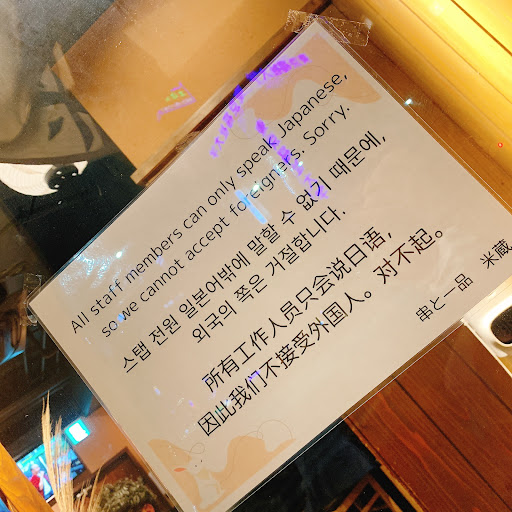 All staff members can only speak Japanese,
so we cannot accept foreigners. Sorry.
스탭 전원 일본어밖에 말할 수 없기 때문에,
외국의 쪽은 거절합니다.
所有工作人员只会说日语，
因此我们不接受外国人。对不起。
串と一品 米蔵